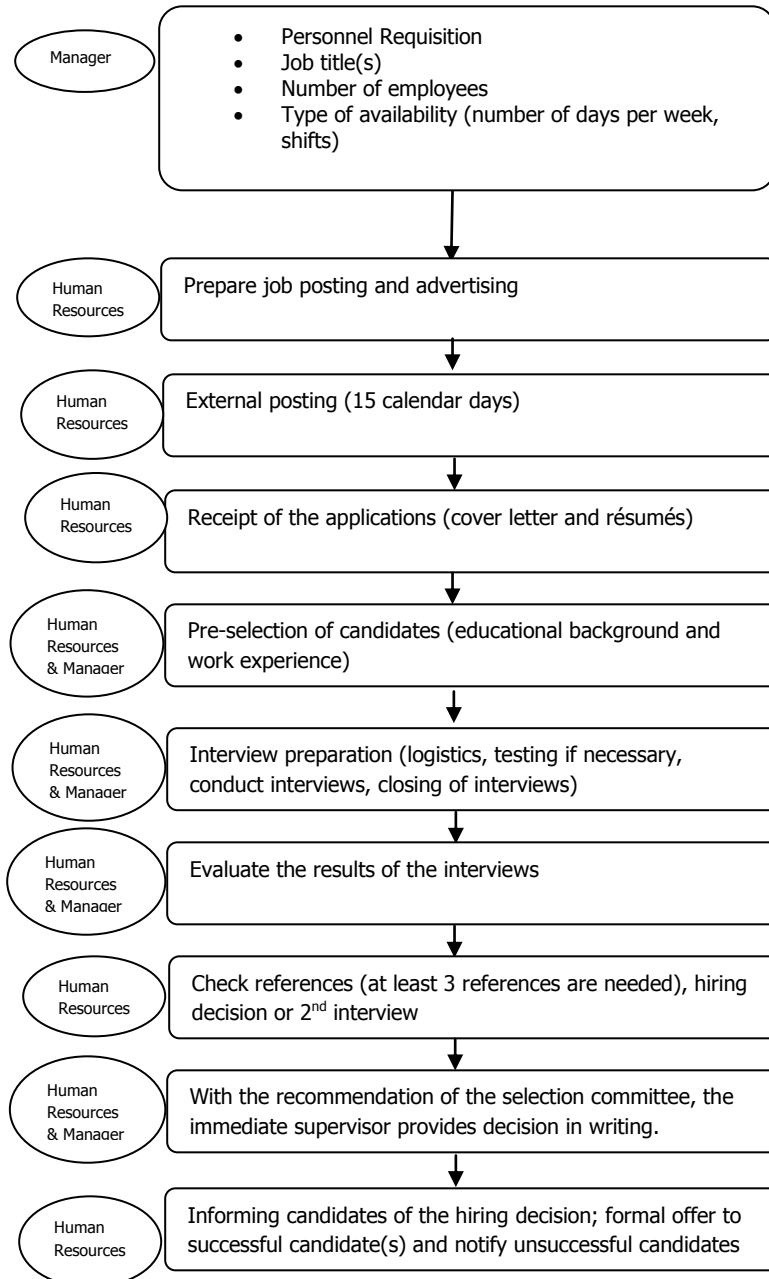 Manager
• Personnel Requisition
• Job title(s)
• Number of employees
• Type of availability (number of days per week,
shifts)
Human
Resources
Prepare job posting and advertising
Human
Resources
External posting (15 calendar days)
Human
Resources
Receipt of the applications (cover letter and résumés)
Human
Resources
& Manager
Pre-selection of candidates (educational background and
work experience)
Human
Resources
& Manager
Interview preparation (logistics, testing if necessary,
conduct interviews, closing of interviews)
Human
Resources
& Manager
Evaluate the results of the interviews
Human
Resources
Check references (at least 3 references are needed), hiring
decision or 2nd interview
Human
Resources
& Manager
With the recommendation of the selection committee, the
immediate supervisor provides decision in writing.
Human
Resources
Informing candidates of the hiring decision; formal offer to
successful candidate(s) and notify unsuccessful candidates